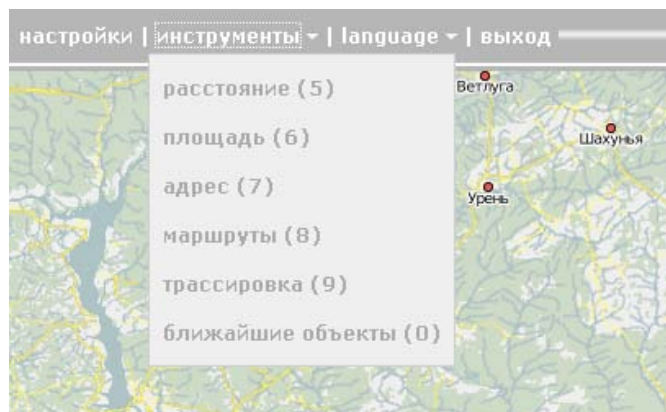 настройки | инструменты | language | выход
расстояние (5)
площадь (6)
адрес (7)
маршруты (8)
трассировка (9)
ближайшие объекты (0)
Ветлуга
Шахунья
Урень